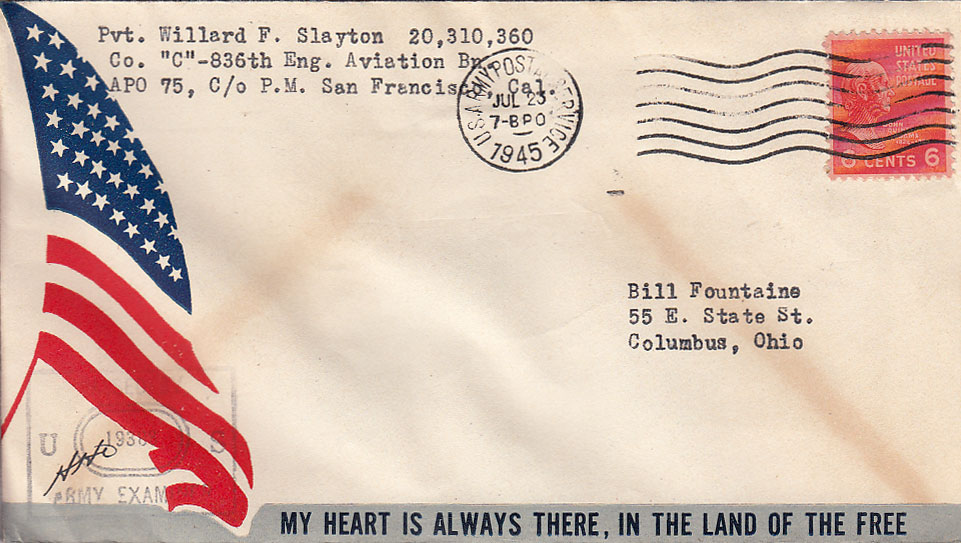 Pvt. Willard F. Slayton 20,310,360
Co. "C"-836th Eng. Aviation Bn.
APO 75, C/o P.M. San Francisco, Cal.
U.S. ARMY POSTAL SERVICE
JUL 23
7-BPO
1945
UNITED
STATES
POSTAGE
JOHN
6 CENTS 6
Bill Fountaine
55 E. State St.
Columbus, Ohio
U S
ARMY EXAM
MY HEART IS ALWAYS THERE, IN THE LAND OF THE FREE